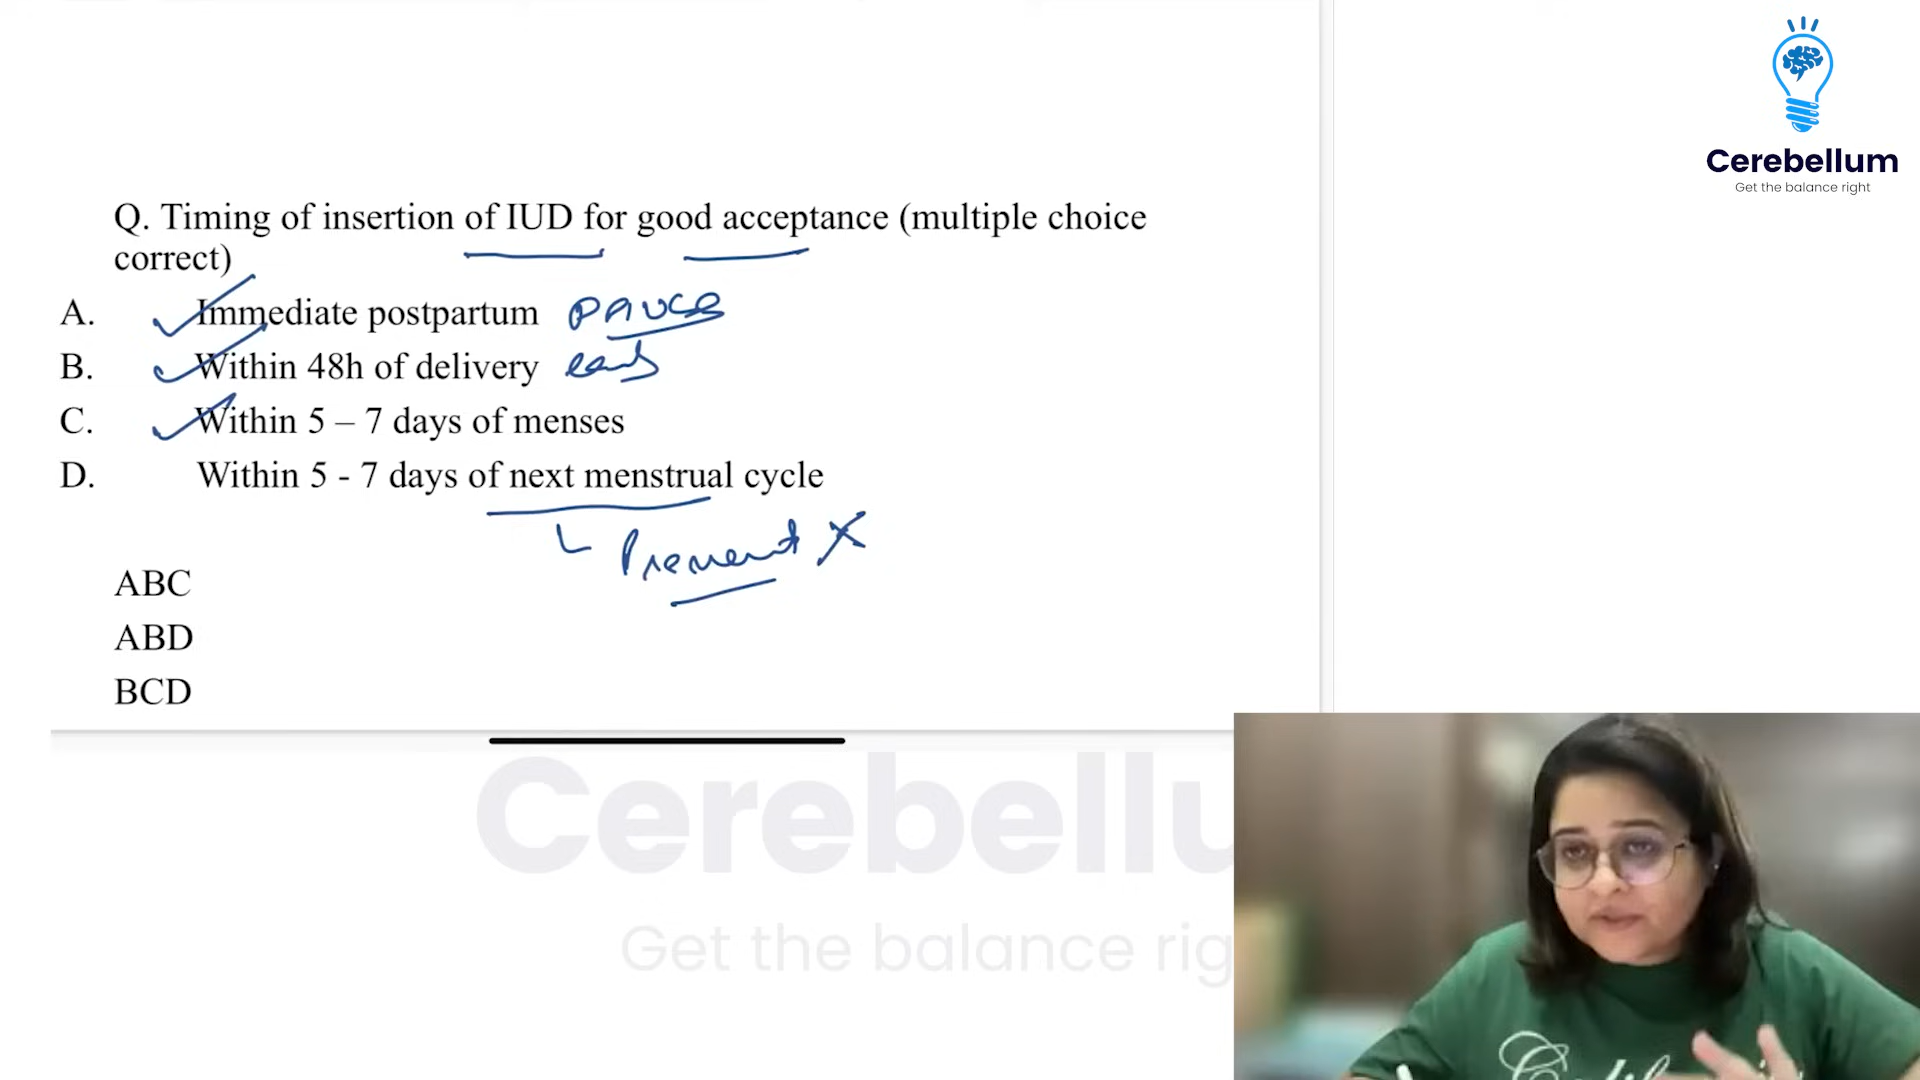 Cerebellum
Get the balance right
Q. Timing of insertion of IUD for good acceptance (multiple choice
correct)
A. Immediate postpartum
B. Within 48h of delivery
C. Within 5 – 7 days of menses
D. Within 5 - 7 days of next menstrual cycle
ABC
ABD
BCD
Cerebellu
Get the balance rig